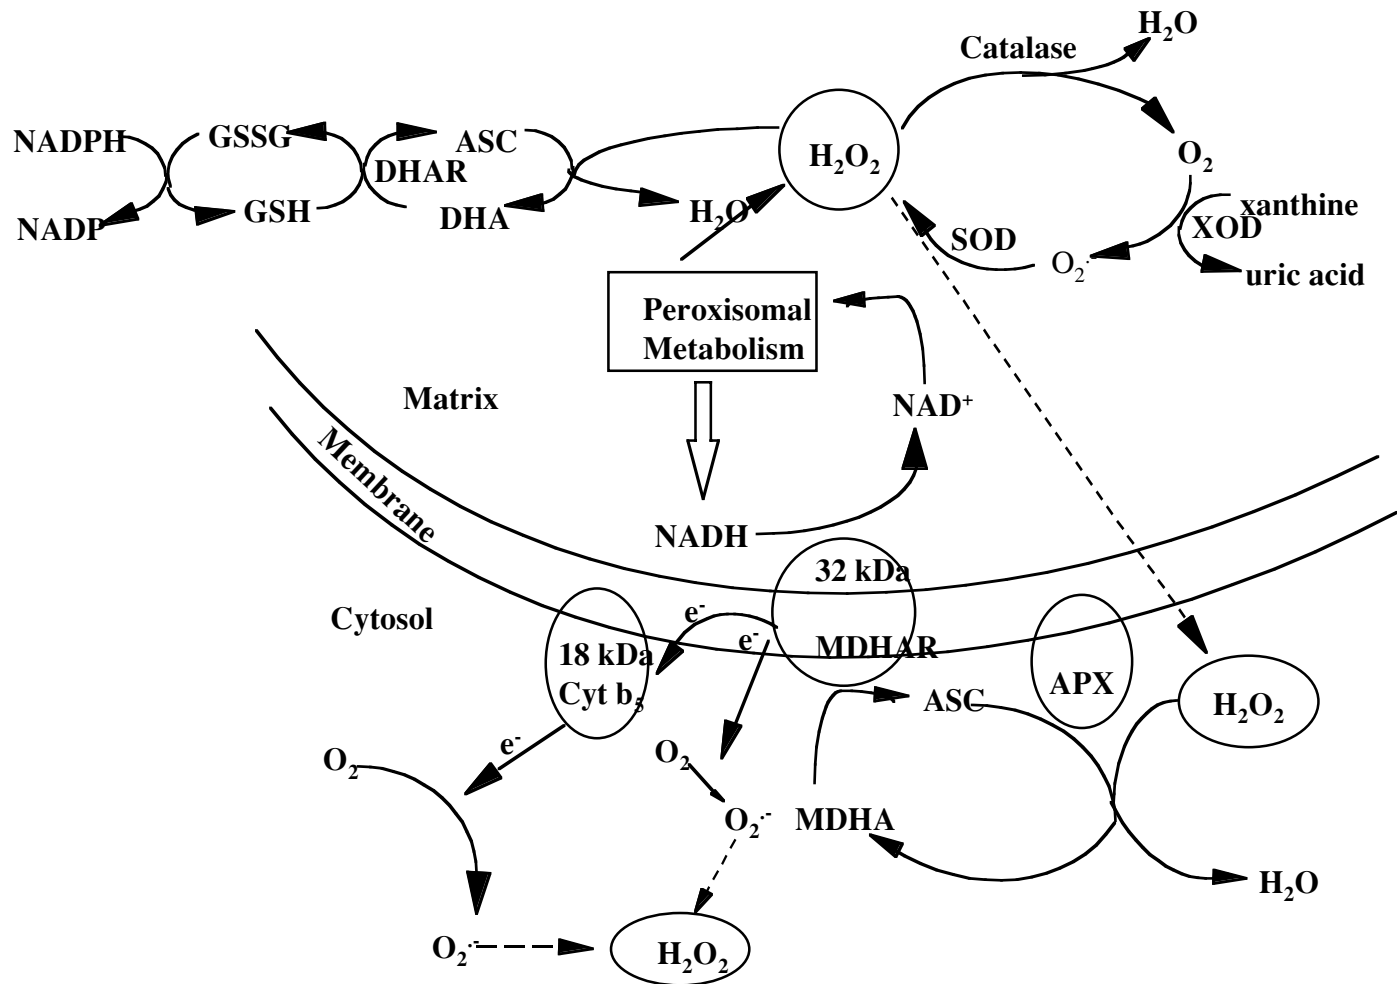 H₂O
Catalase
NADPH
GSSG
ASC
H₂O₂
O₂
DHAR
NADP
GSH
DHA
H₂O
SOD
XOD
xanthine
O₂·-
uric acid
Peroxisomal
Metabolism
Matrix
NAD⁺
Membrane
NADH
32 kDa
Cytosol
e⁻
e⁻
MDHAR
18 kDa
Cyt b₅
APX
ASC
H₂O₂
e⁻
O₂
O₂
O₂·⁻
MDHA
H₂O
O₂·⁻
H₂O₂